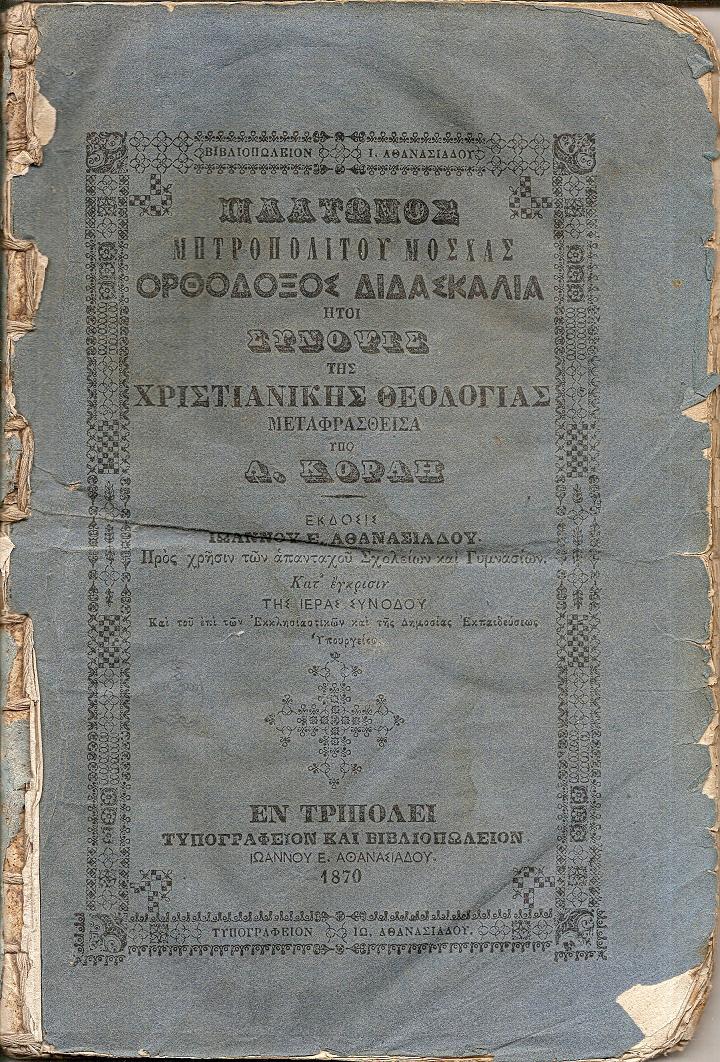 ΒΙΒΛΙΟΠΩΛΕΙΟΝ Ι. ΑΘΑΝΑΣΙΑΔΟΥ
ΠΛΑΤΩΝΟΣ
ΜΗΤΡΟΠΟΛΙΤΟΥ ΜΟΣΧΑΣ
ΟΡΘΟΔΟΞΟΣ ΔΙΔΑΣΚΑΛΙΑ
ΗΤΟΙ
ΣΥΝΟΨΙΣ
ΤΗΣ
ΧΡΙΣΤΙΑΝΙΚΗΣ ΘΕΟΛΟΓΙΑΣ
ΜΕΤΑΦΡΑΣΘΕΙΣΑ
ΥΠΟ
Α. ΚΟΡΑΗ
ΕΚΔΟΣΙΣ
ΙΩΑΝΝΟΥ Ε. ΑΘΑΝΑΣΙΑΔΟΥ.
Πρὸς χρῆσιν τῶν ἁπανταχοῦ Σχολείων καὶ Γυμνασίων.
Κατ' ἔγκρισιν
ΤΗΣ ΙΕΡΑΣ ΣΥΝΟΔΟΥ
Καὶ τοῦ ἐπὶ τῶν Ἐκκλησιαστικῶν καὶ τῆς Δημοσίας Ἐκπαιδεύσεως
Ὑπουργείου
ΕΝ ΤΡΙΠΟΛΕΙ
ΤΥΠΟΓΡΑΦΕΙΟΝ ΚΑΙ ΒΙΒΛΙΟΠΩΛΕΙΟΝ
ΙΩΑΝΝΟΥ Ε. ΑΘΑΝΑΣΙΑΔΟΥ.
1870
ΤΥΠΟΓΡΑΦΕΙΟΝ ΙΩ. ΑΘΑΝΑΣΙΑΔΟΥ.